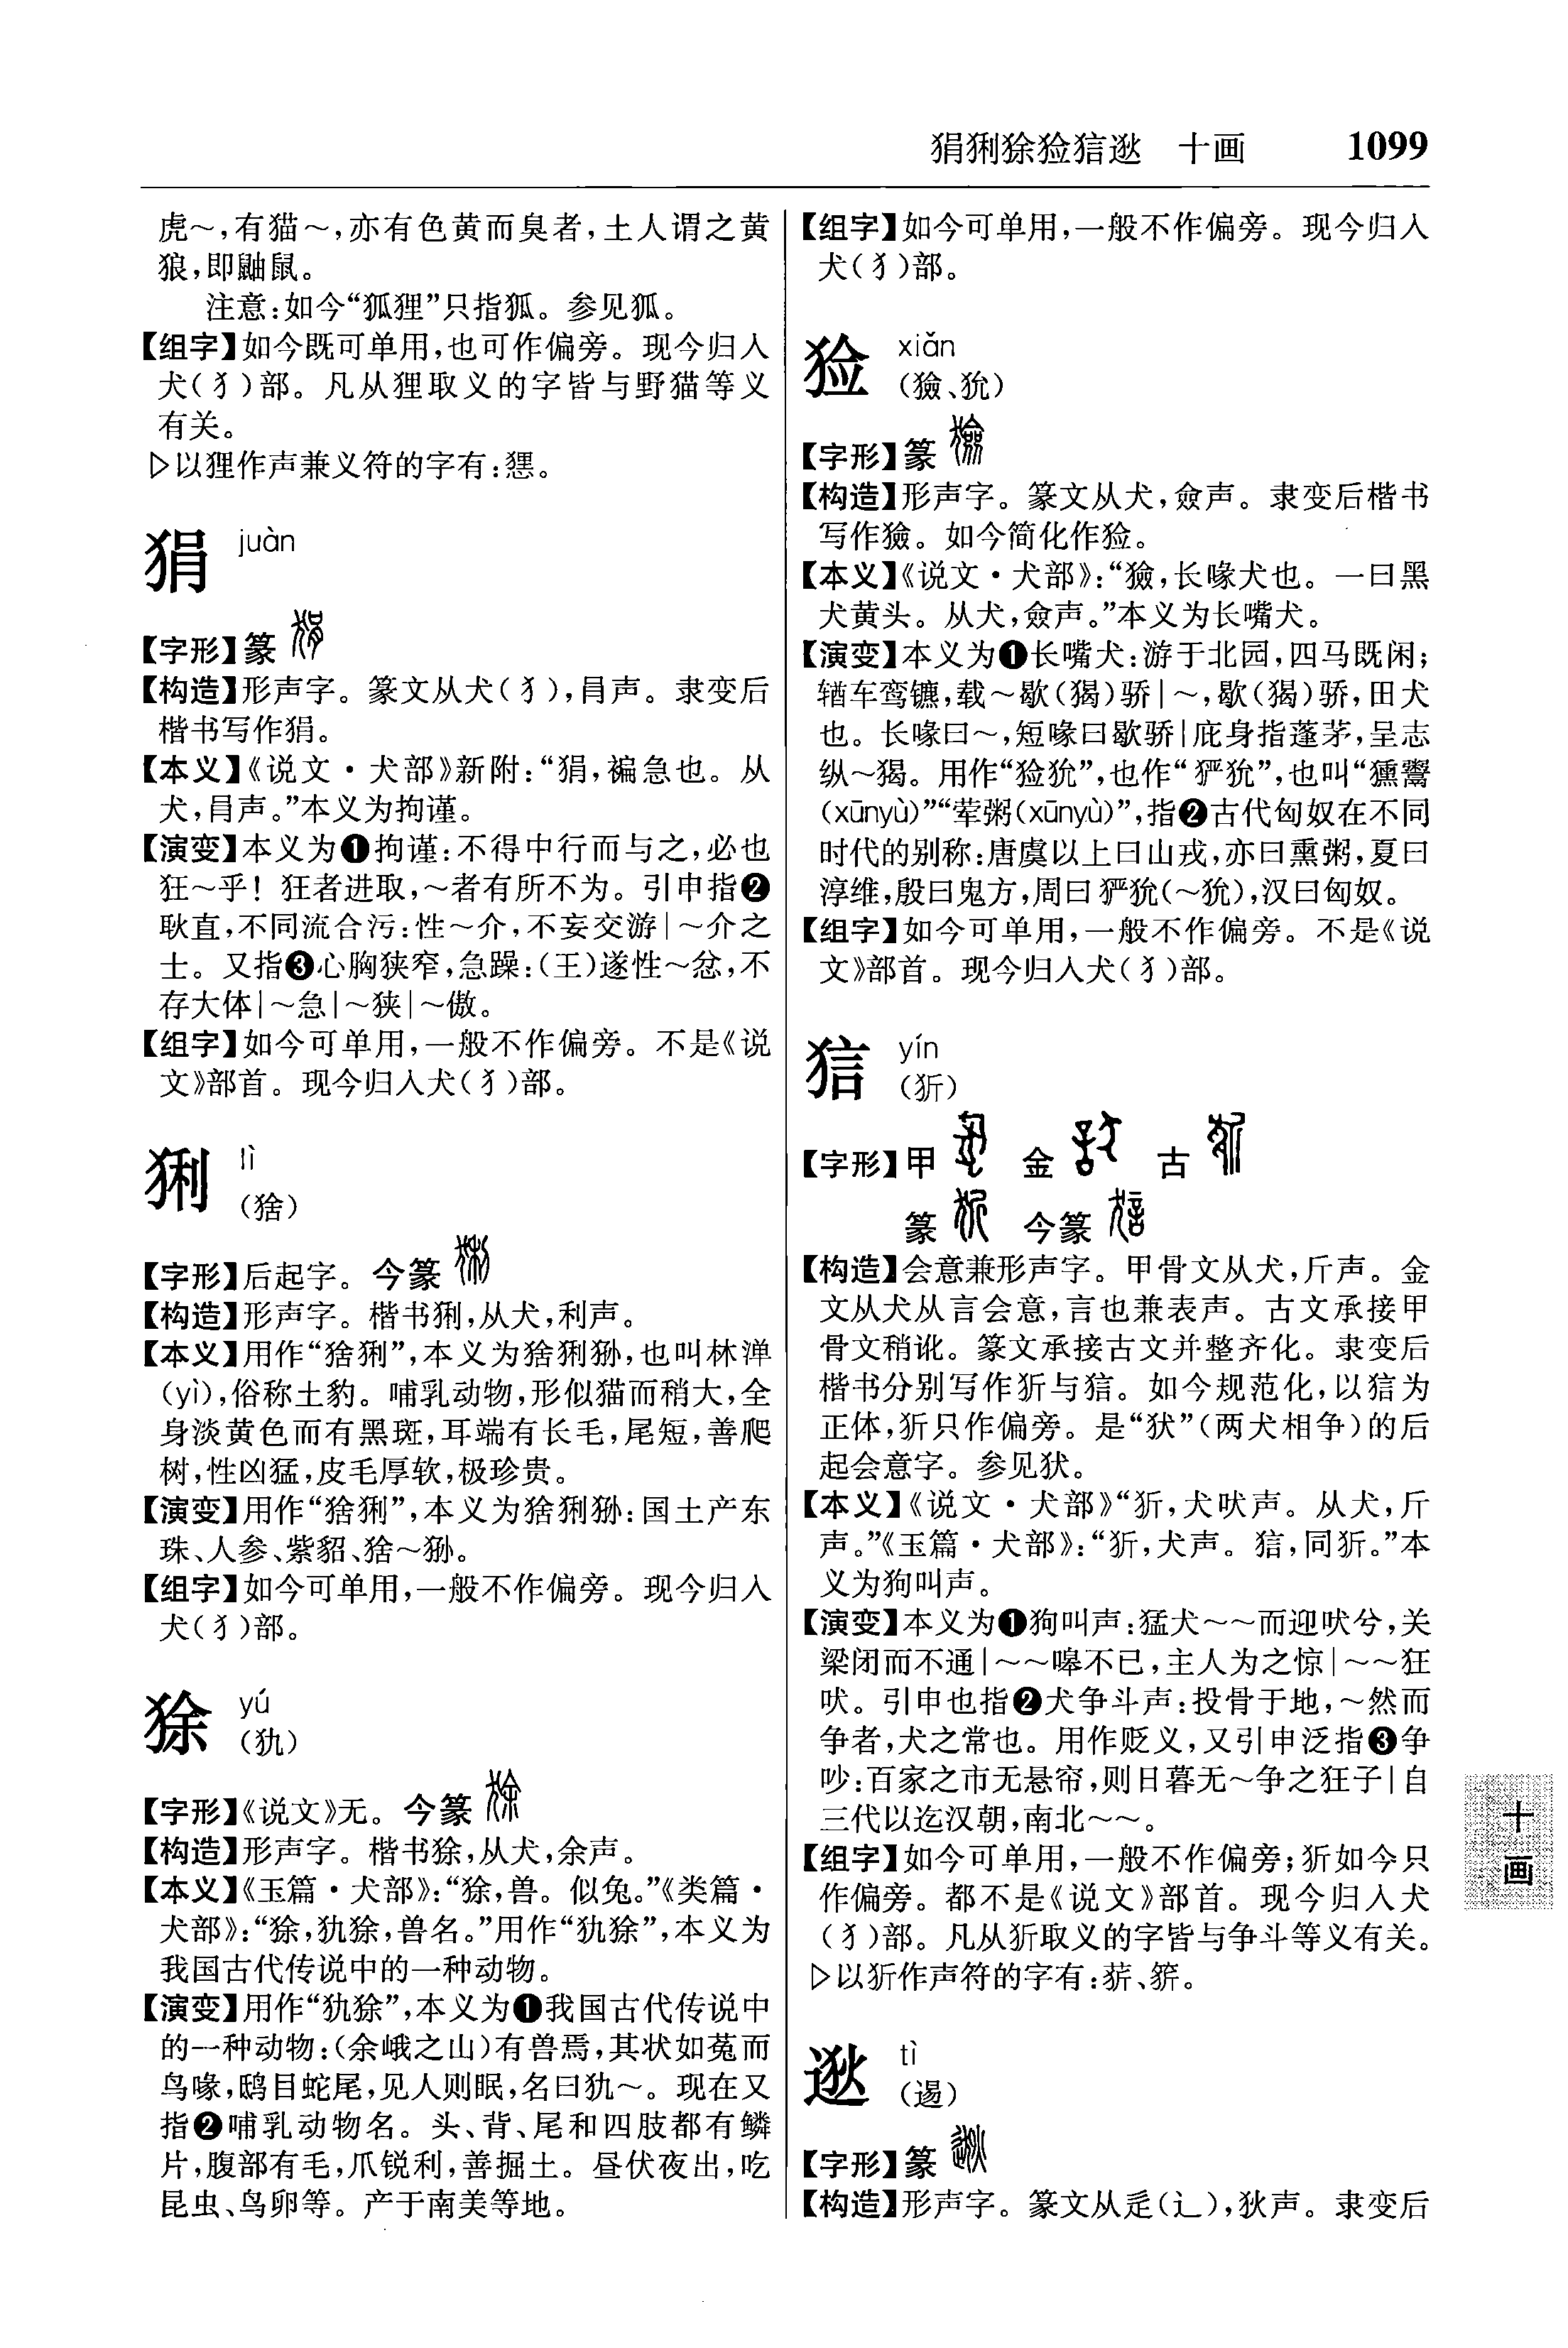 狷猁狳猃狺逖　十画　1099
虎～,有猫～,亦有色黄而臭者,土人谓之黄
狼,即鼬鼠。
注意:如今“狐狸”只指狐。参见狐。
【组字】如今既可单用,也可作偏旁。现今归入
犬(犭)部。凡从狸取义的字皆与野猫等义
有关。
▷以狸作声兼义符的字有:㹈。
狷 juàn
【字形】篆
【构造】形声字。篆文从犬(犭),肙声。隶变后
楷书写作狷。
【本义】《说文·犬部》新附:“狷,褊急也。从
犬,肙声。”本义为拘谨。
【演变】本义为❶拘谨:不得中行而与之,必也
狂～乎！狂者进取,～者有所不为。引申指❷
耿直,不同流合污:性～介,不妄交游|～介之
士。又指❸心胸狭窄,急躁:(王)遂性～忿,不
存大体|～急|～狭|～傲。
【组字】如今可单用,一般不作偏旁。不是《说
文》部首。现今归入犬(犭)部。
猁 lì
(猞)
【字形】后起字。今篆
【构造】形声字。楷书猁,从犬,利声。
【本义】用作“猞猁”,本义为猞猁狲,也叫林㹭
(yì),俗称土豹。哺乳动物,形似猫而稍大,全
身淡黄色而有黑斑,耳端有长毛,尾短,善爬
树,性凶猛,皮毛厚软,极珍贵。
【演变】用作“猞猁”,本义为猞猁狲:国土产东
珠、人参、紫貂、猞～狲。
【组字】如今可单用,一般不作偏旁。现今归入
犬(犭)部。
狳 yú
(犰)
【字形】《说文》无。今篆
【构造】形声字。楷书狳,从犬,余声。
【本义】《玉篇·犬部》:“狳,兽。似兔。”《类篇·
犬部》:“狳,犰狳,兽名。”用作“犰狳”,本义为
我国古代传说中的一种动物。
【演变】用作“犰狳”,本义为❶我国古代传说中
的一种动物:(余峨之山)有兽焉,其状如菟而
鸟喙,鸱目蛇尾,见人则眠,名曰犰～。现在又
指❷哺乳动物名。头、背、尾和四肢都有鳞
片,腹部有毛,爪锐利,善掘土。昼伏夜出,吃
昆虫、鸟卵等。产于南美等地。
【组字】如今可单用,一般不作偏旁。现今归入
犬(犭)部。
猃 xiǎn
(獫、狁)
【字形】篆
【构造】形声字。篆文从犬,僉声。隶变后楷书
写作獫。如今简化作猃。
【本义】《说文·犬部》:“獫,长喙犬也。一曰黑
犬黄头。从犬,僉声。”本义为长嘴犬。
【演变】本义为❶长嘴犬:游于北园,四马既闲;
𬨎车鸾镳,载～歇(猲)骄|～,歇(猲)骄,田犬
也。长喙曰～,短喙曰歇骄|庇身指蓬茅,呈志
纵～猲。用作“猃狁”,也作“𤞤狁”,也叫“獯鬻
(xūnyù)”“荤粥(xūnyù)”,指❷古代匈奴在不同
时代的别称:唐虞以上曰山戎,亦曰熏粥,夏曰
淳维,殷曰鬼方,周曰𤞤狁(～狁),汉曰匈奴。
【组字】如今可单用,一般不作偏旁。不是《说
文》部首。现今归入犬(犭)部。
狺 yín
(㹞)
【字形】甲　金　古
篆　今篆
【构造】会意兼形声字。甲骨文从犬,斤声。金
文从犬从言会意,言也兼表声。古文承接甲
骨文稍讹。篆文承接古文并整齐化。隶变后
楷书分别写作㹞与狺。如今规范化,以狺为
正体,㹞只作偏旁。是“㹜”(两犬相争)的后
起会意字。参见㹜。
【本义】《说文·犬部》“㹞,犬吠声。从犬,斤
声。”《玉篇·犬部》:“㹞,犬声。狺,同㹞。”本
义为狗叫声。
【演变】本义为❶狗叫声:猛犬～～而迎吠兮,关
梁闭而不通|～～嗥不已,主人为之惊|～～狂
吠。引申也指❷犬争斗声:投骨于地,～然而
争者,犬之常也。用作贬义,又引申泛指❸争
吵:百家之市无悬帘,则日暮无～争之狂子|自
三代以迄汉朝,南北～～。
【组字】如今可单用,一般不作偏旁;㹞如今只
作偏旁。都不是《说文》部首。现今归入犬
(犭)部。凡从㹞取义的字皆与争斗等义有关。
▷以㹞作声符的字有:䓄、䇵。
逖 tì
(逷)
【字形】篆
【构造】形声字。篆文从辵(辶),狄声。隶变后
十画